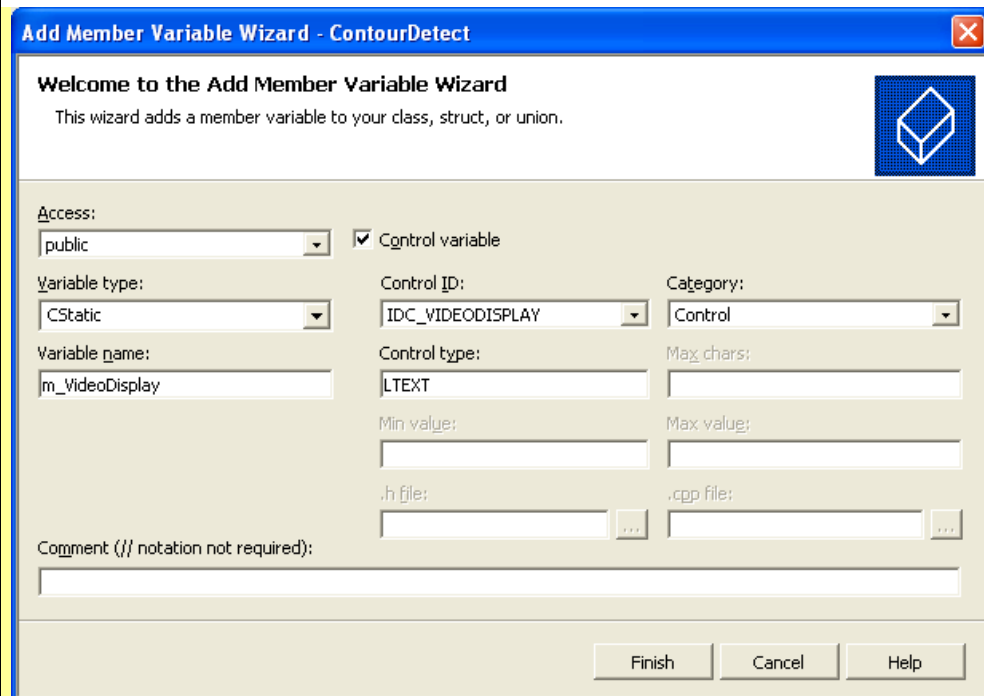 Add Member Variable Wizard - ContourDetect
Welcome to the Add Member Variable Wizard
This wizard adds a member variable to your class, struct, or union.
Access:
public
Control variable
Variable type:
Control ID:
Category:
CStatic
IDC_VIDEODISPLAY
Control
Variable name:
Control type:
Max chars:
m_VideoDisplay
LTEXT
Min value:
Max value:
.h file:
.cpp file:
...
...
Comment (// notation not required):
Finish
Cancel
Help